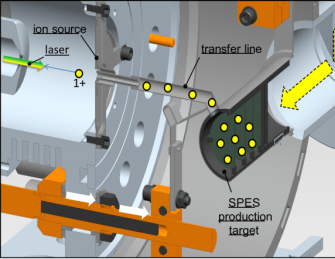 ion source
laser
transfer line
1+
SPES
production
target